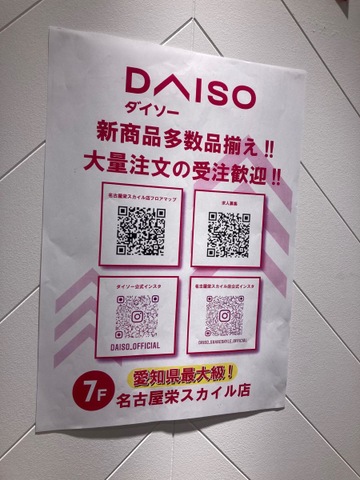 DAISO
ダイソー
新商品多数品揃え!!
大量注文の受注歓迎!!
名古屋栄スカイル店フロアマップ
求人募集
ダイソー公式インスタ
名古屋栄スカイル店公式インスタ
DAISO_OFFICIAL
7F
愛知県最大級!
名古屋栄スカイル店